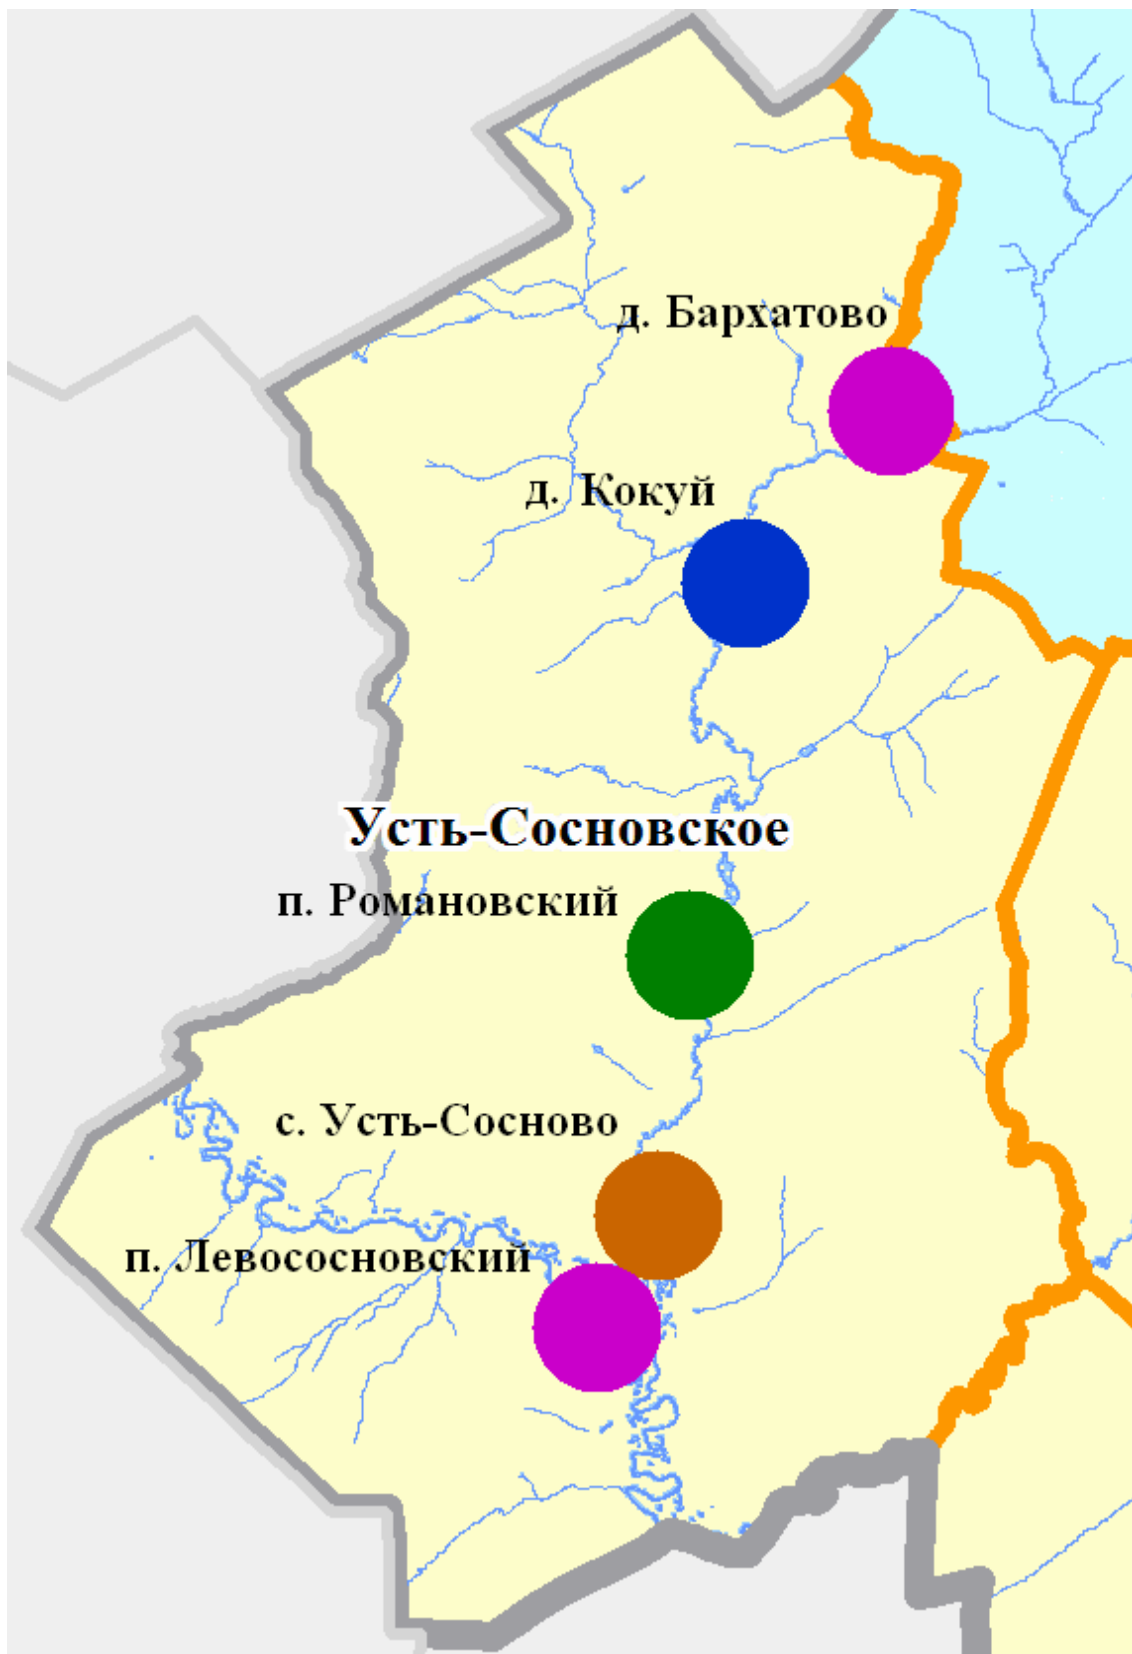 д. Бархатово
д. Кокуй
Усть-Сосновское
п. Романовский
с. Усть-Сосново
п. Левососновский